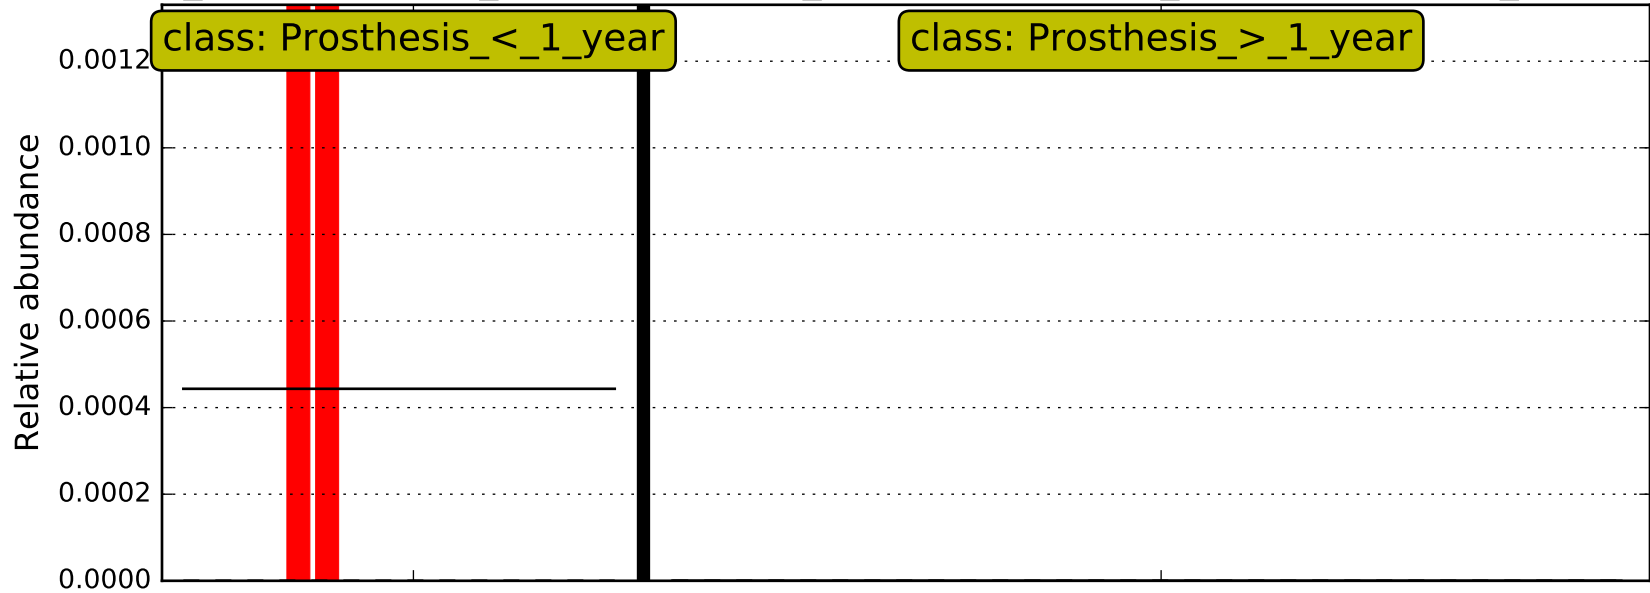 class: Prosthesis_<_1_year
class: Prosthesis_>_1_year
0.0012
0.0010
0.0008
0.0006
0.0004
0.0002
0.0000
Relative abundance